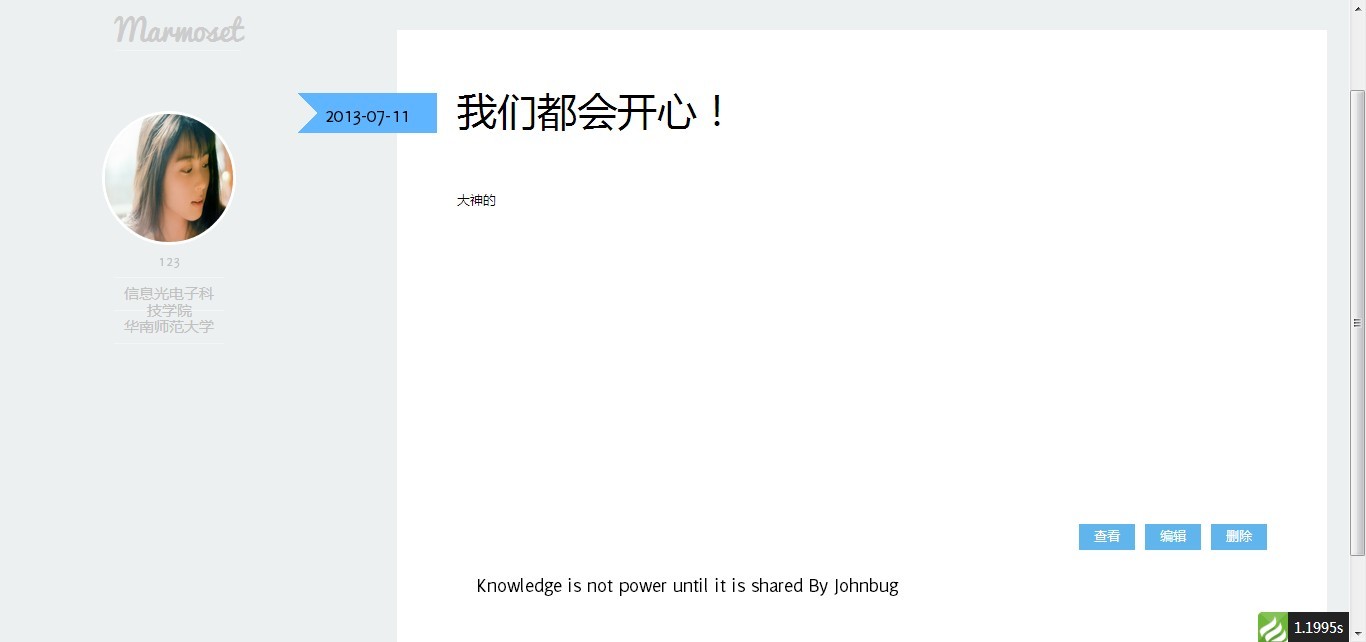 Marmoset
2013-07-11
我们都会开心！
大神的
123
信息光电子科
技学院
华南师范大学
查看
编辑
删除
Knowledge is not power until it is shared By Johnbug
1.1995s